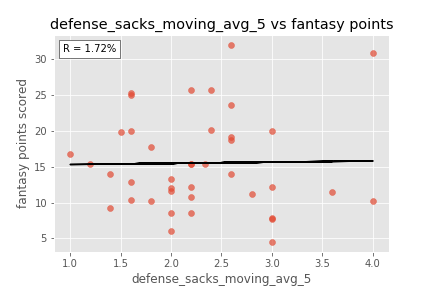 defense_sacks_moving_avg_5 vs fantasy points
R = 1.72%
fantasy points scored
30
25
20
15
10
5
1.0 1.5 2.0 2.5 3.0 3.5 4.0
defense_sacks_moving_avg_5